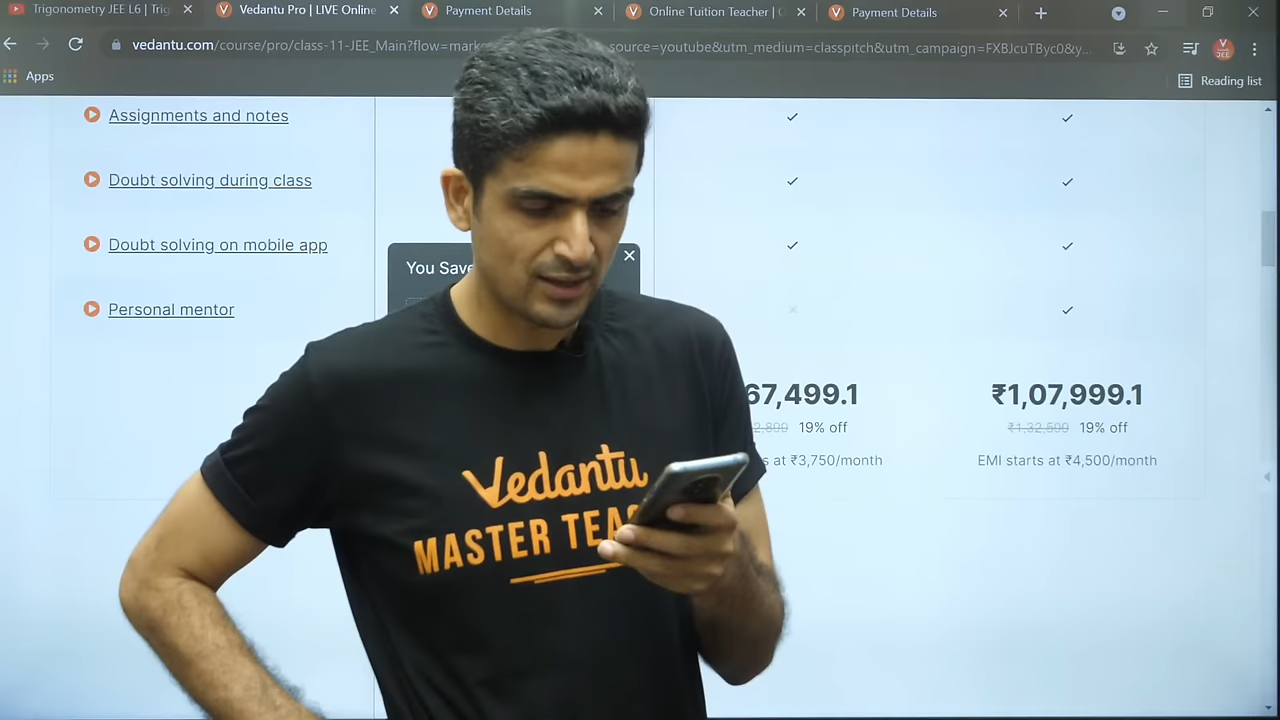 Trigonometry JEE L6 | Trig
Vedantu Pro | LIVE Online
Payment Details
Online Tuition Teacher |
Payment Details
vedantu.com/course/pro/class-11-JEE_Main?flow=mark
source=youtube&utm_medium=classpitch&utm_campaign=FXBJcuTByc0&y...
Apps
Reading list
Assignments and notes
Doubt solving during class
Doubt solving on mobile app
You Save
Personal mentor
67,499.1
₹1,07,999.1
2,899 19% off
₹1,32,599 19% off
s at ₹3,750/month
EMI starts at ₹4,500/month
Vedantu
MASTER TEA